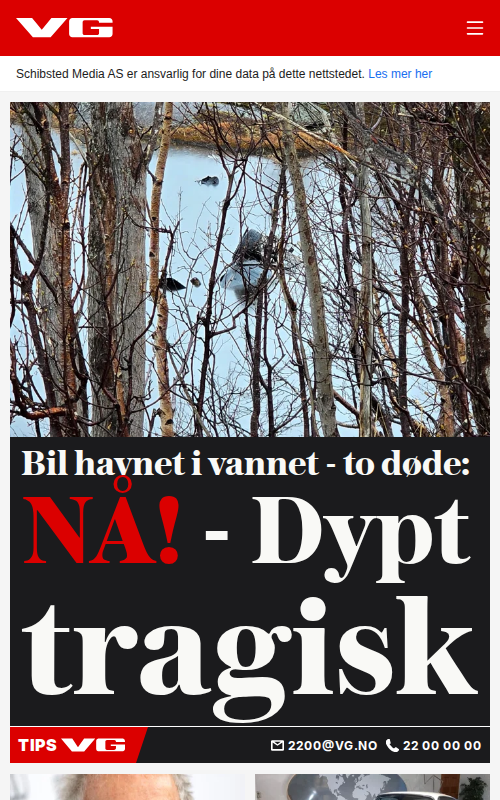 VG
Schibsted Media AS er ansvarlig for dine data på dette nettstedet. Les mer her
Bil havnet i vannet - to døde:
NÅ! - Dypt
tragisk
TIPS VG 2200@VG.NO 22 00 00 00